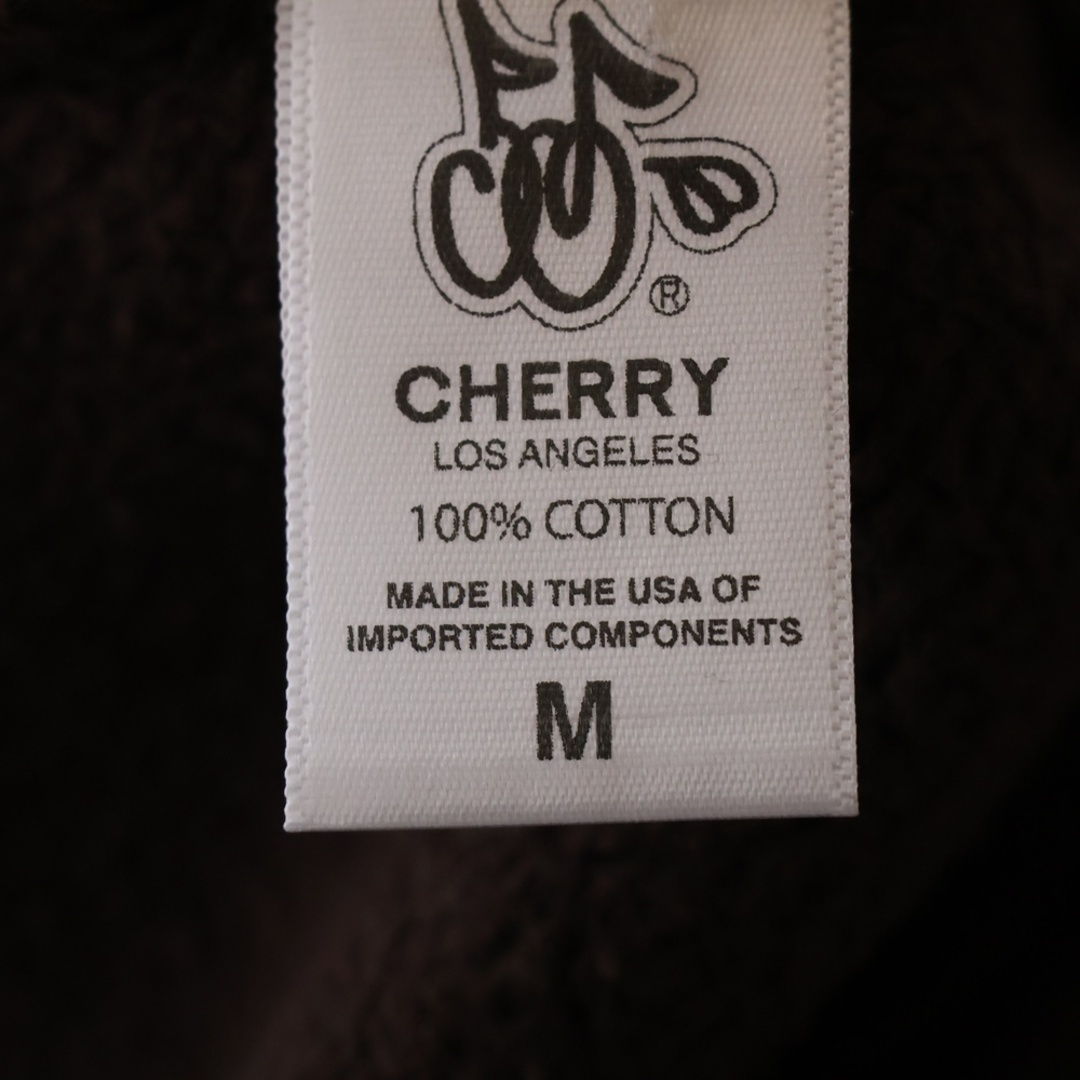 ®
CHERRY
LOS ANGELES
100% COTTON
MADE IN THE USA OF
IMPORTED COMPONENTS
M